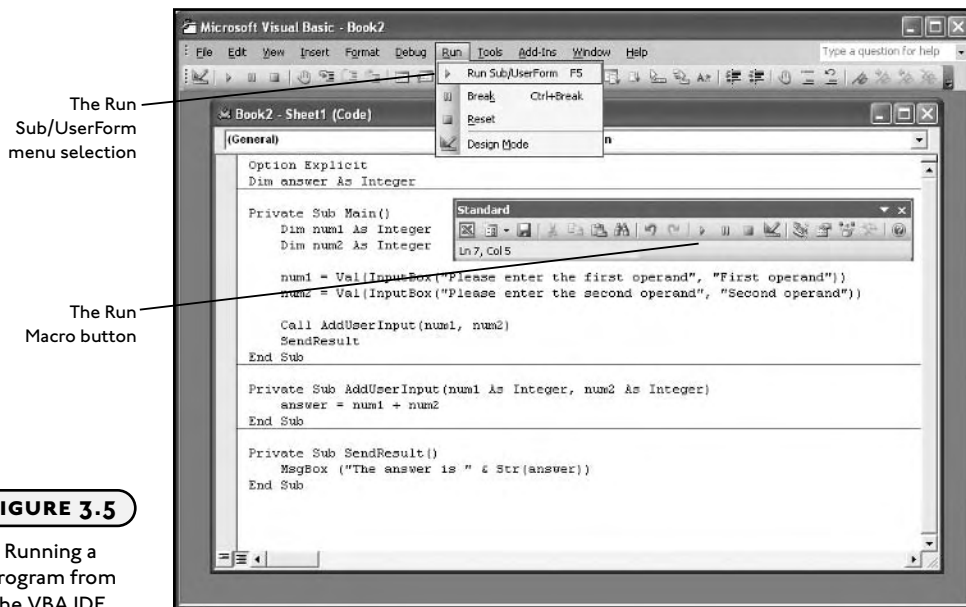 Microsoft Visual Basic - Book2
File Edit View Insert Format Debug Run Tools Add-Ins Window Help
Type a question for help
Run Sub/UserForm F5
Break Ctrl+Break
Reset
Design Mode
The Run
Sub/UserForm
menu selection
Book2 - Sheet1 (Code)
(General)
Option Explicit
Dim answer As Integer
Private Sub Main()
Dim num1 As Integer
Dim num2 As Integer
Standard
Ln 7, Col 5
num1 = Val(InputBox("Please enter the first operand", "First operand"))
num2 = Val(InputBox("Please enter the second operand", "Second operand"))
The Run
Macro button
Call AddUserInput(num1, num2)
SendResult
End Sub
Private Sub AddUserInput(num1 As Integer, num2 As Integer)
answer = num1 + num2
End Sub
Private Sub SendResult()
MsgBox ("The answer is " & Str(answer))
End Sub
IGURE 3.5
Running a
rogram from
he VBA IDE